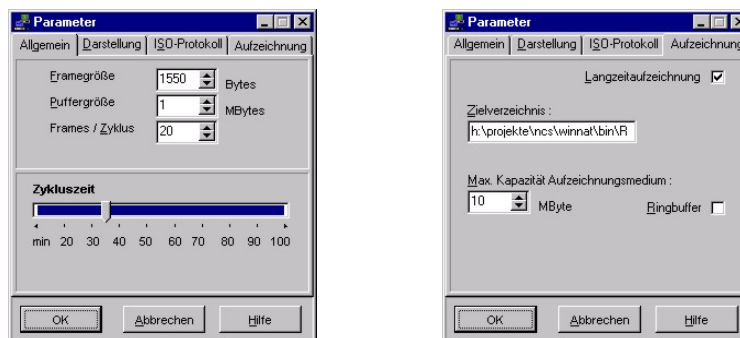 Parameter
Allgemein Darstellung ISO-Protokoll Aufzeichnung
Framegröße 1550 Bytes
Puffergröße 1 MBytes
Frames / Zyklus 20
Zykluszeit
min 20 30 40 50 60 70 80 90 100
OK Abbrechen Hilfe
Parameter
Allgemein Darstellung ISO-Protokoll Aufzeichnung
Langzeitaufzeichnung
Zielverzeichnis :
h:\projekte\ncs\winnat\bin\R
Max. Kapazität Aufzeichnungsmedium :
10 MByte Ringbuffer
OK Abbrechen Hilfe